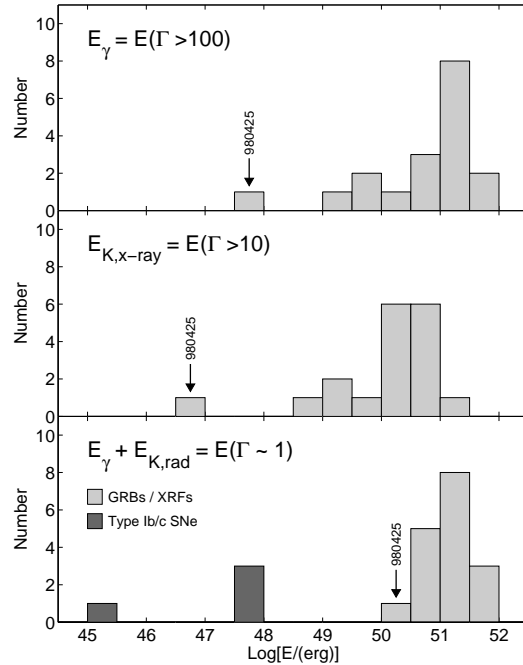 10
8
6
4
2
0
Number
E_γ = E(Γ >100)
980425
8
6
4
2
0
Number
E_K,x−ray = E(Γ >10)
980425
8
6
4
2
0
Number
E_γ + E_K,rad = E(Γ ~ 1)
GRBs / XRFs
Type Ib/c SNe
980425
45 46 47 48 49 50 51 52
Log[E/(erg)]